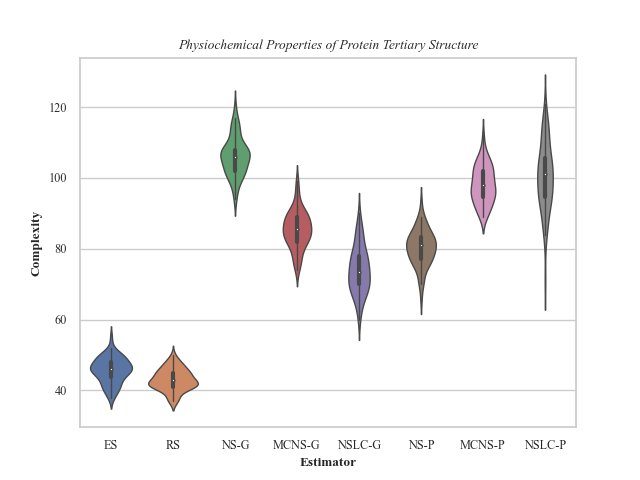 Physiochemical Properties of Protein Tertiary Structure
120
100
80
60
40
Complexity
ES RS NS-G MCNS-G NSLC-G NS-P MCNS-P NSLC-P
Estimator